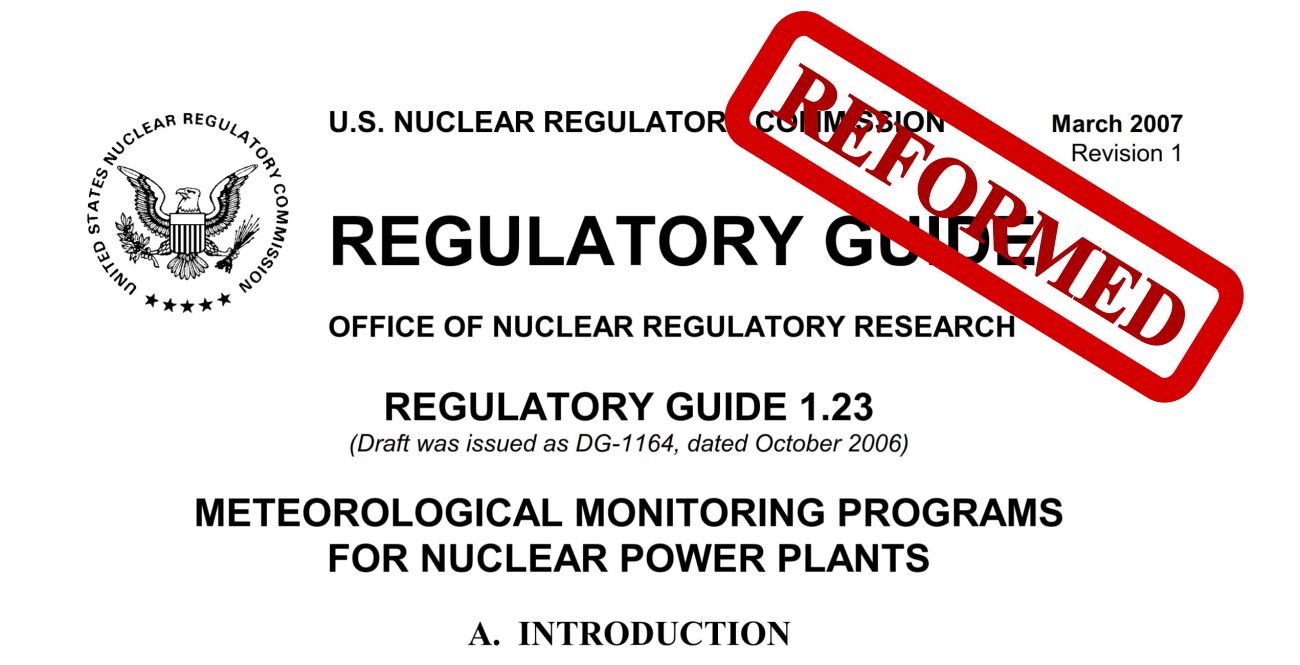 UNITED STATES NUCLEAR REGULATORY COMMISSION
U.S. NUCLEAR REGULATORY COMMISSION
March 2007
Revision 1
REFORMED
REGULATORY GUIDE
OFFICE OF NUCLEAR REGULATORY RESEARCH
REGULATORY GUIDE 1.23
(Draft was issued as DG-1164, dated October 2006)
METEOROLOGICAL MONITORING PROGRAMS
FOR NUCLEAR POWER PLANTS
A. INTRODUCTION